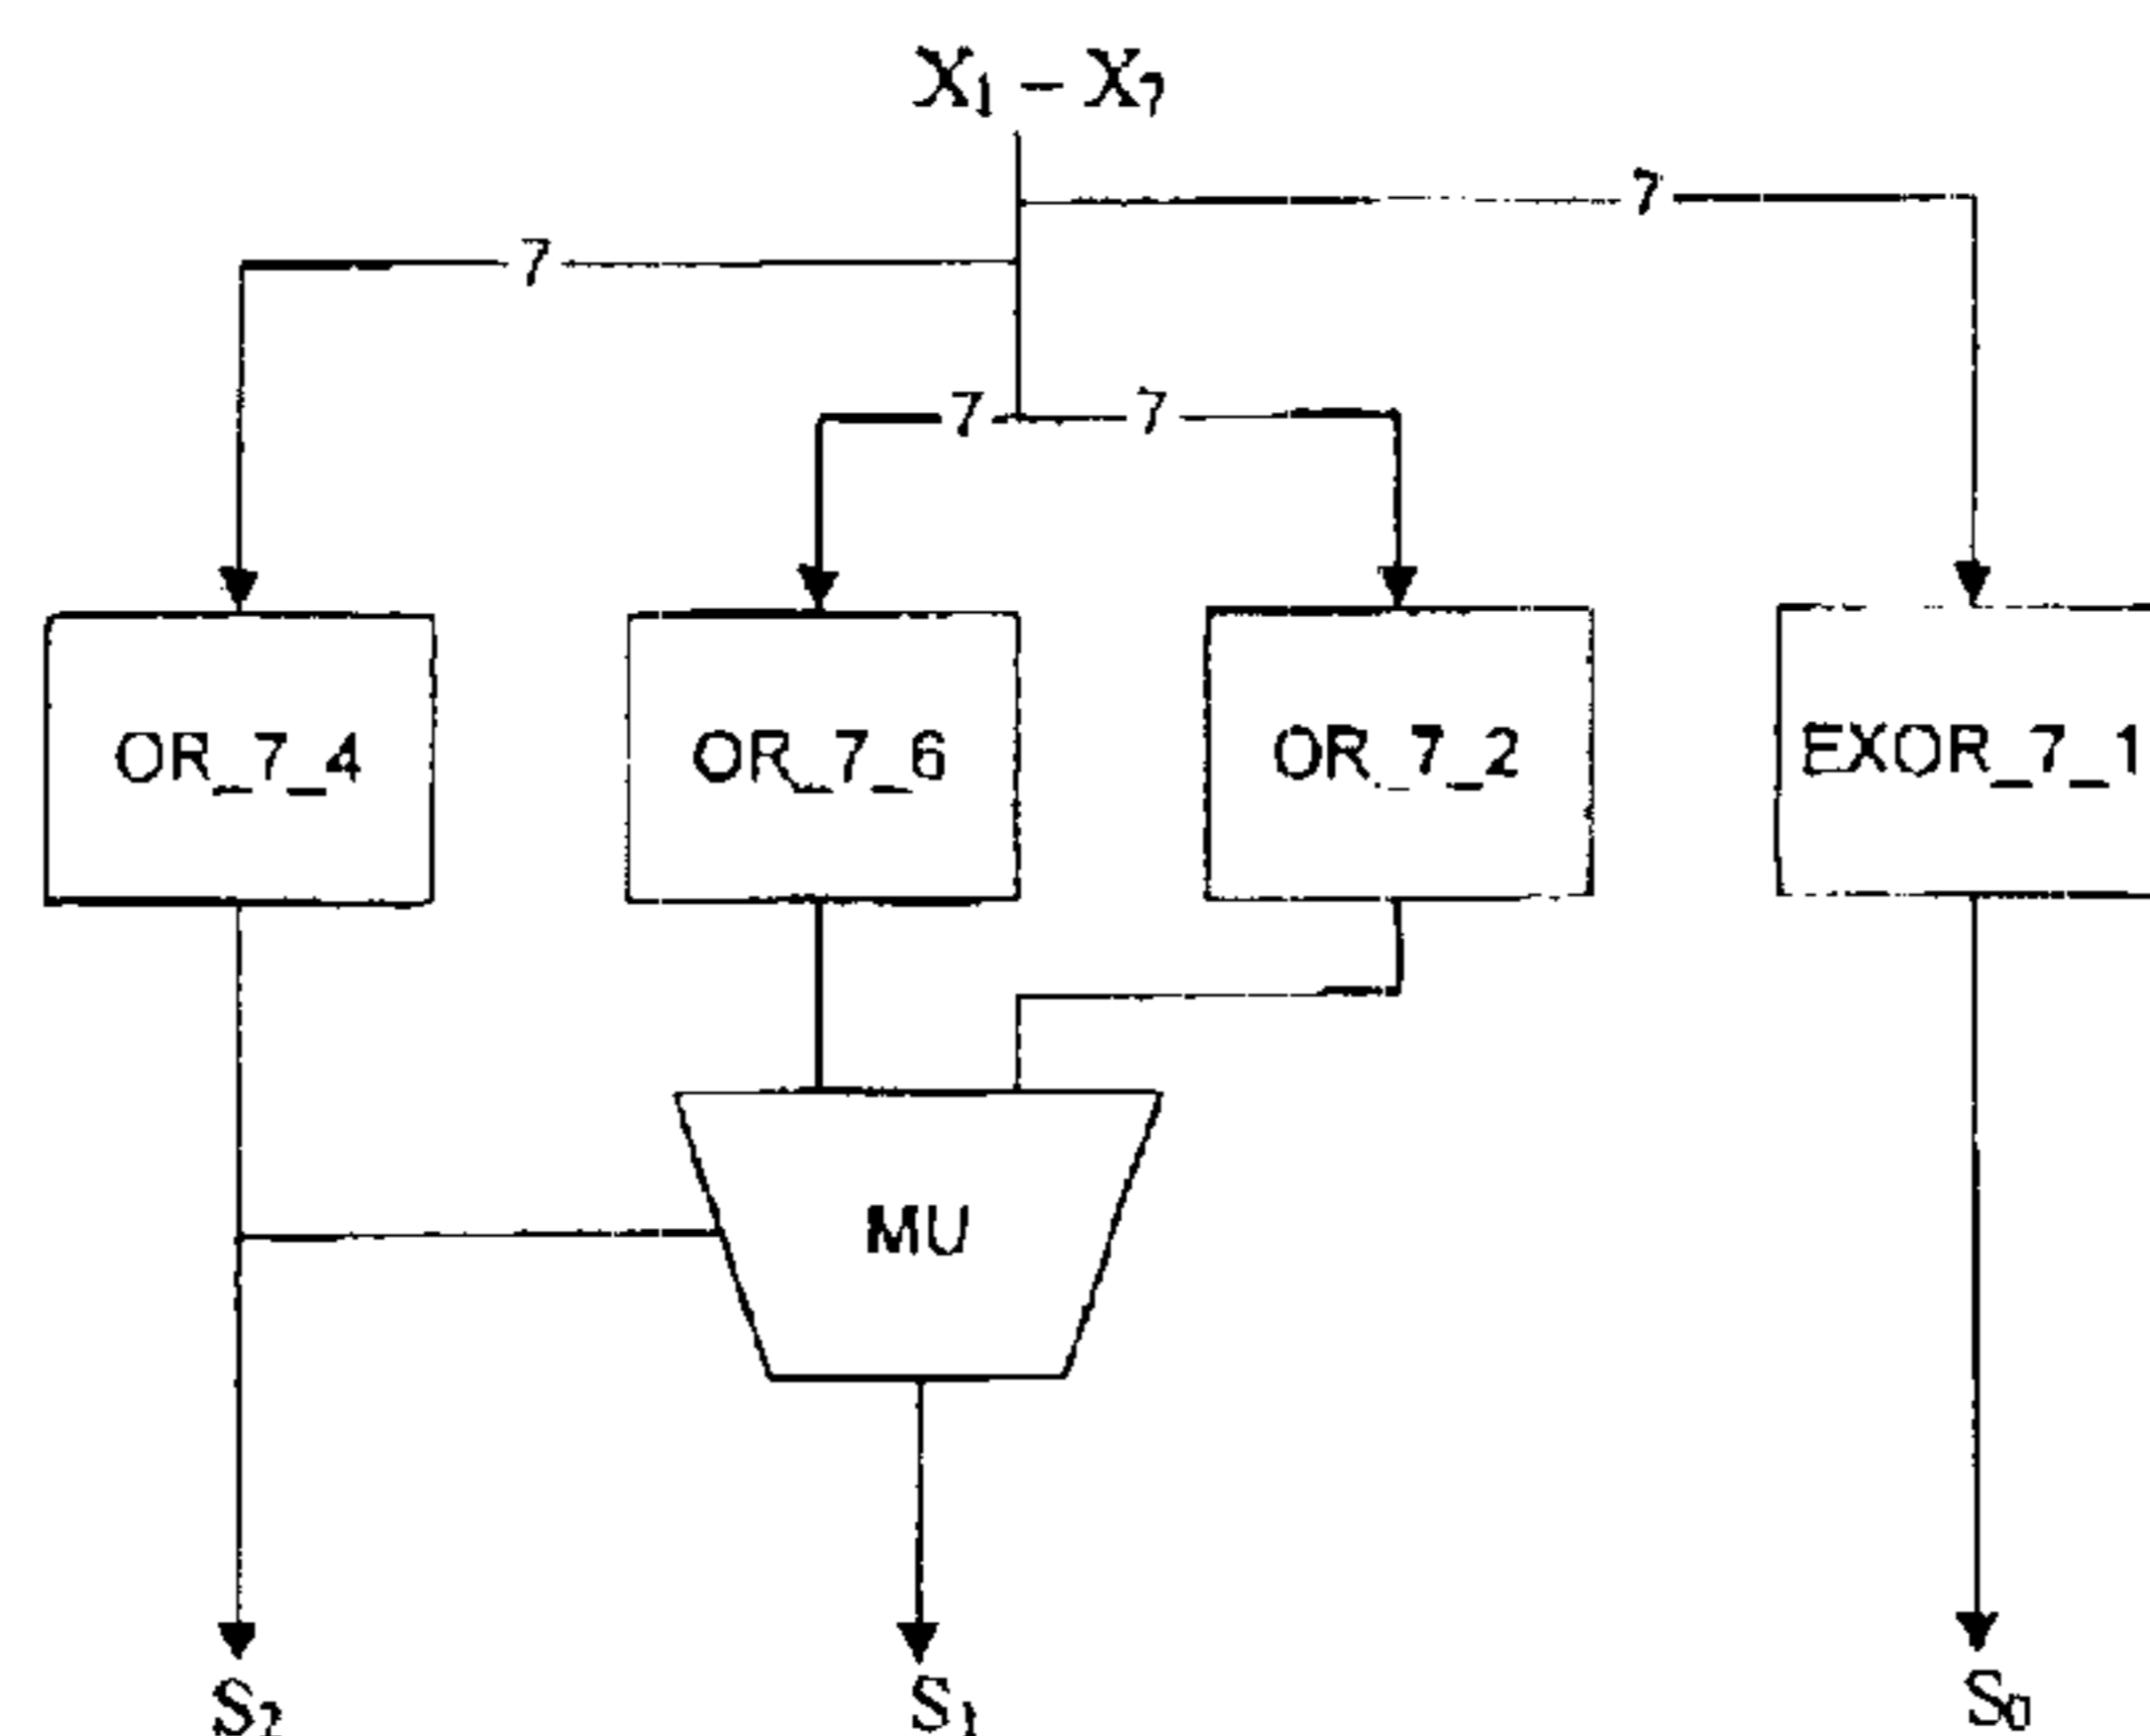 X₁ – X₇
7
7
7 7
OR_7_4 OR_7_6 OR_7_2 EXOR_7_1
MU
S₂ S₁ S₀